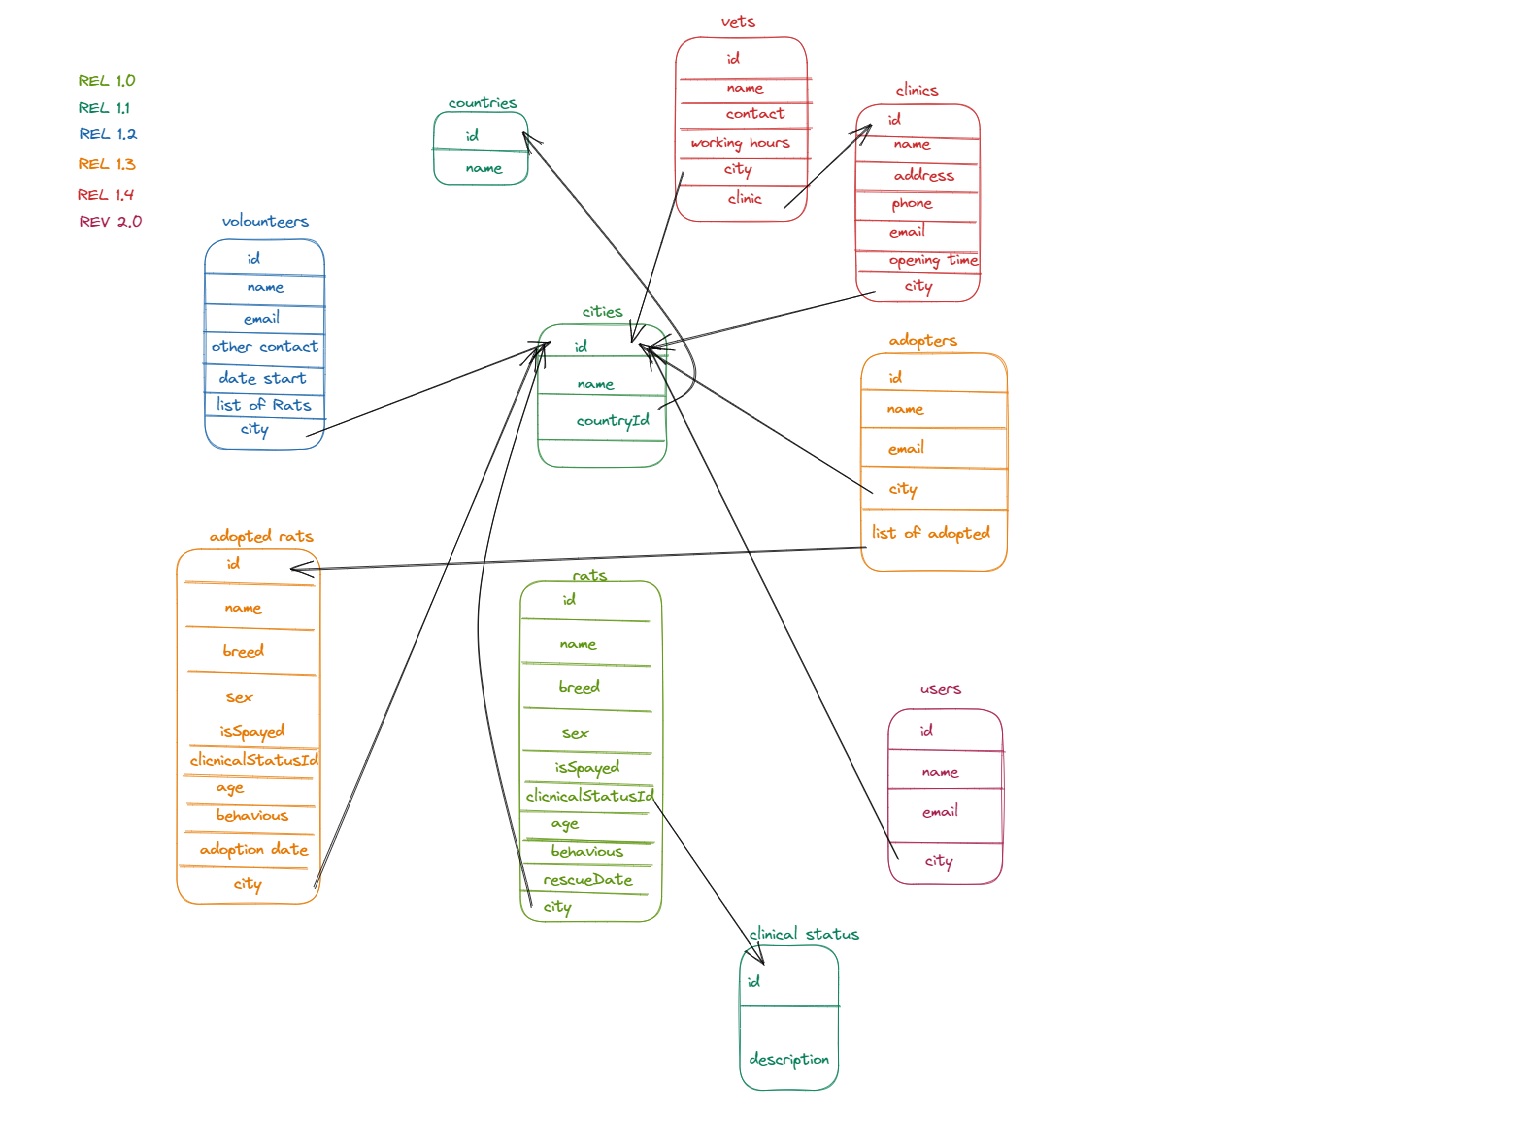 REL 1.0
REL 1.1
REL 1.2
REL 1.3
REL 1.4
REV 2.0
countries
id
name
vets
id
name
contact
working hours
city
clinic
clinics
id
name
address
phone
email
opening time
city
volounteers
id
name
email
other contact
date start
list of Rats
city
cities
id
name
countryId
adopters
id
name
email
city
list of adopted
adopted rats
id
name
breed
sex
isSpayed
clicnicalStatusId
age
behavious
adoption date
city
rats
id
name
breed
sex
isSpayed
clicnicalStatusId
age
behavious
rescueDate
city
users
id
name
email
city
clinical status
id
description